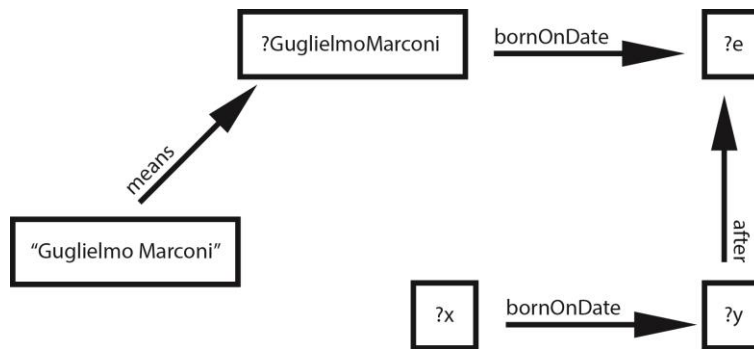 ?GuglielmoMarconi
bornOnDate
?e
means
“Guglielmo Marconi”
after
?x
bornOnDate
?y